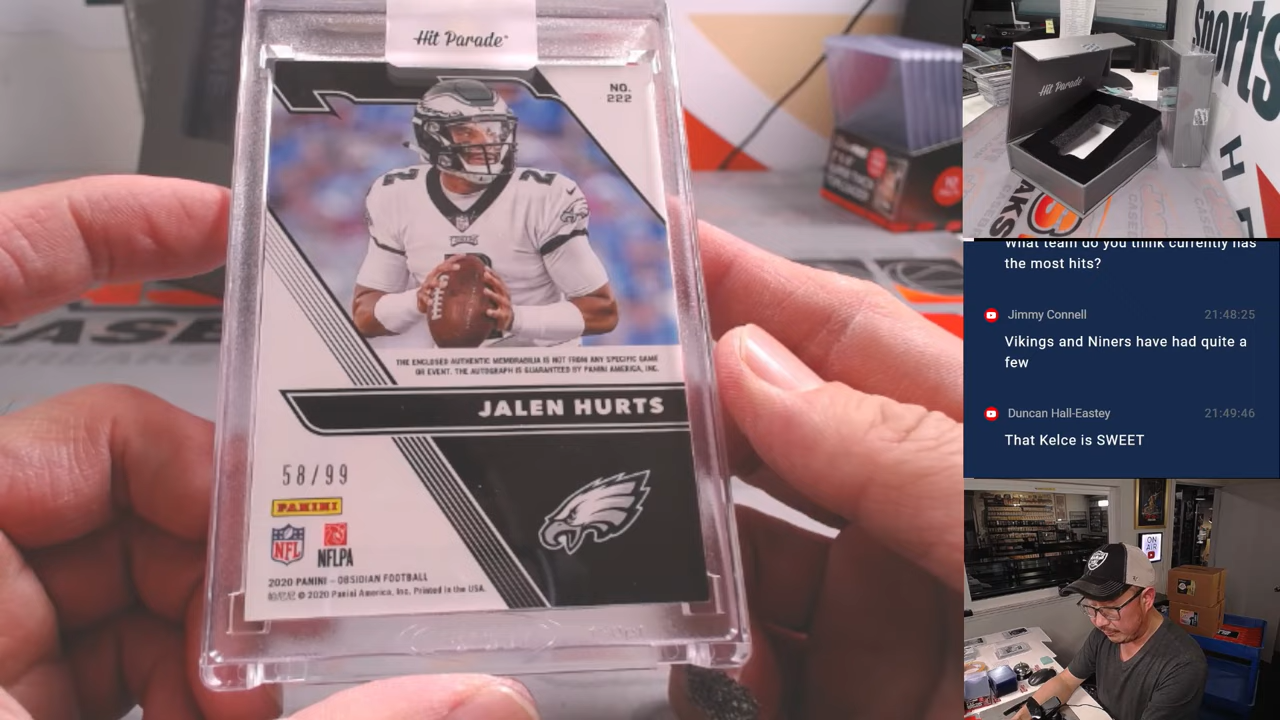 Hit Parade
NO.
222
THE ENCLOSED AUTHENTIC MEMORABILIA IS NOT FROM ANY SPECIFIC GAME
OR EVENT. THE AUTOGRAPH IS GUARANTEED BY PANINI AMERICA, INC.
JALEN HURTS
58/99
PANINI
NFL
NFLPA
2020 PANINI – OBSIDIAN FOOTBALL
© 2020 Panini America, Inc. Printed in the USA.
CASE
Hit Parade
Sports
What team do you think currently has
the most hits?
Jimmy Connell 21:48:25
Vikings and Niners have had quite a
few
Duncan Hall-Eastey 21:49:46
That Kelce is SWEET
ON
AIR